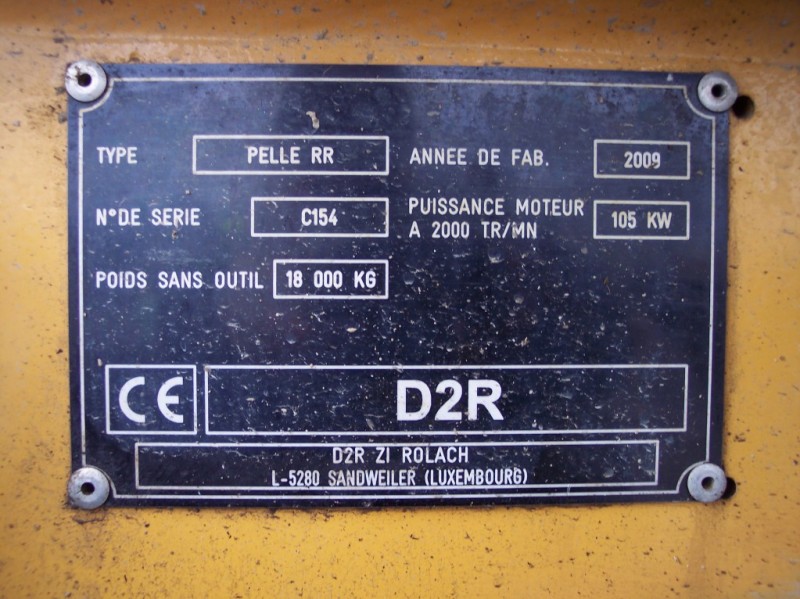 TYPE PELLE RR ANNEE DE FAB. 2009
N° DE SERIE C154 PUISSANCE MOTEUR
A 2000 TR/MN 105 KW
POIDS SANS OUTIL 18 000 KG
CE D2R
D2R ZI ROLACH
L-5280 SANDWEILER (LUXEMBOURG)